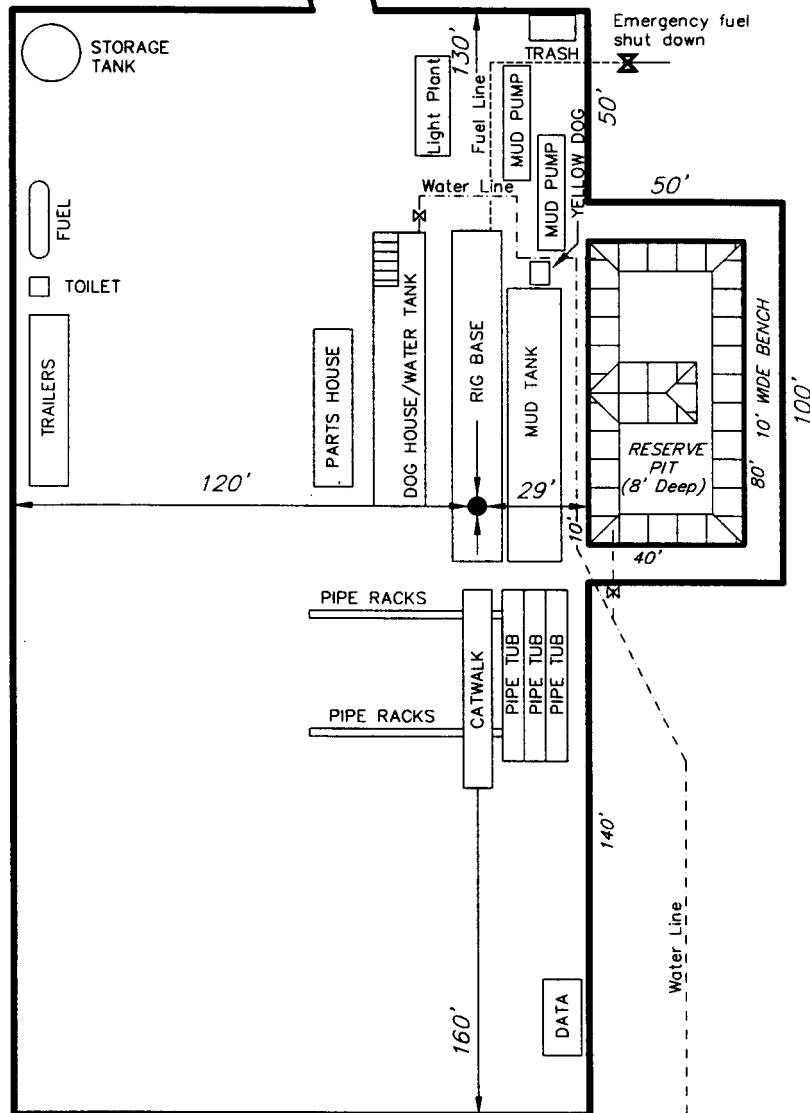 Emergency fuel
shut down
STORAGE
TANK
130'
TRASH
Light Plant
Fuel Line
MUD PUMP
MUD PUMP
YELLOW DOG
50'
50'
Water Line
FUEL
TOILET
TRAILERS
PARTS HOUSE
DOG HOUSE/WATER TANK
RIG BASE
MUD TANK
RESERVE
PIT
(8' Deep)
80'
10' WIDE BENCH
100'
120'
29'
10'
40'
PIPE RACKS
PIPE RACKS
CATWALK
PIPE TUB
PIPE TUB
PIPE TUB
140'
Water Line
160'
DATA